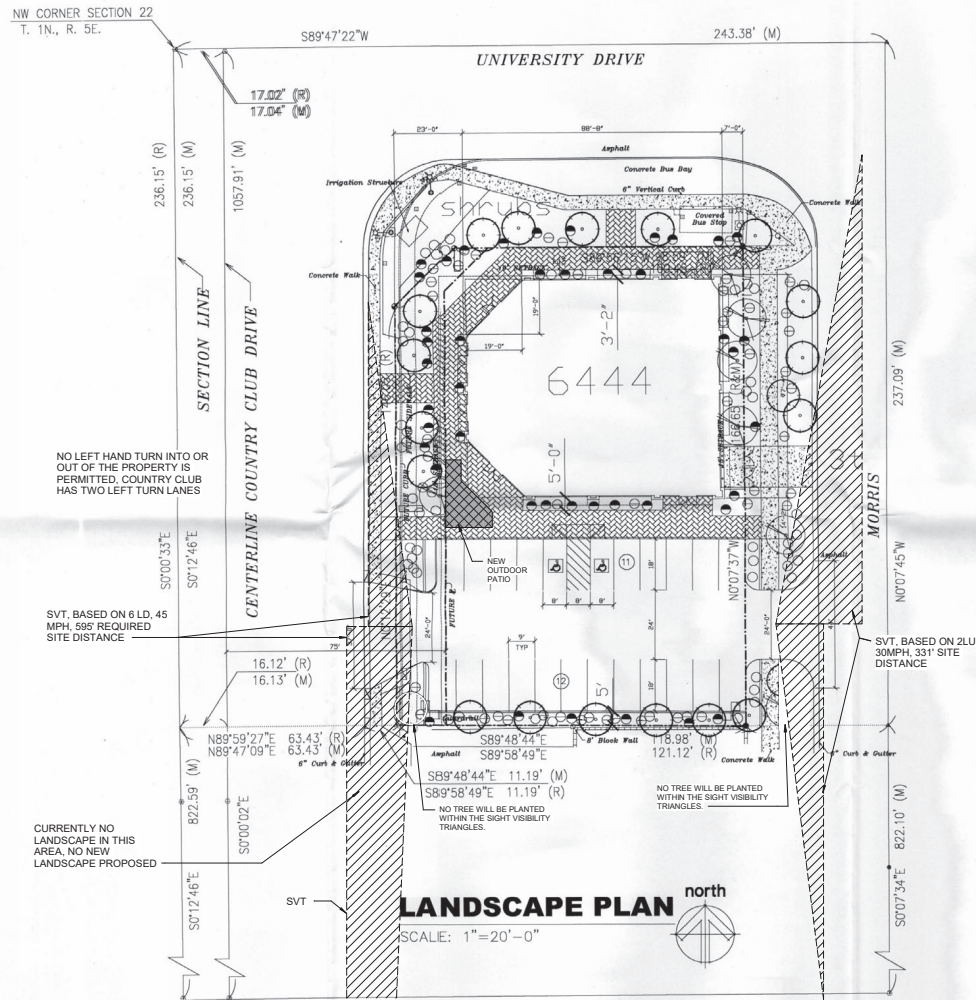 NW CORNER SECTION 22
T. 1N., R. 5E.
S89°47'22"W
243.38' (M)
UNIVERSITY DRIVE
17.02' (R)
17.04' (M)
236.15' (R)
236.15' (M)
1057.91' (M)
23'-0"
88'-8"
7'-0"
Asphalt
Concrete Bus Bay
6" Vertical Curb
Irrigation Structure
shrubs
Covered
Bus Stop
Concrete Walk
Concrete Walk
SECTION LINE
CENTERLINE COUNTRY CLUB DRIVE
19'-0"
19'-0"
3'-2"
6444
(R)
166.65 (R&M)
237.09' (M)
5'-0"
NO LEFT HAND TURN INTO OR
OUT OF THE PROPERTY IS
PERMITTED, COUNTRY CLUB
HAS TWO LEFT TURN LANES
FUTURE CURB
MORRIS
S0°00'33"E
S0°12'46"E
NEW
OUTDOOR
PATIO
11
N0°07'37"W
Asphalt
N0°07'45"W
18'
8'
8'
8'
FUTURE
SVT, BASED ON 6 LD, 45
MPH, 595' REQUIRED
SITE DISTANCE
24'-0"
24'
24'-0"
SVT, BASED ON 2LU
30MPH, 331' SITE
DISTANCE
75'
9'
TYP
16.12' (R)
16.13' (M)
12
5'
18'
N89°59'27"E 63.43' (R)
N89°47'09"E 63.43' (M)
6" Curb & Gutter
Asphalt
S89°48'44"E
S89°58'49"E
8' Block Wall
118.98' (M)
121.12' (R)
Concrete Walk
6" Curb & Gutter
S89°48'44"E 11.19' (M)
S89°58'49"E 11.19' (R)
NO TREE WILL BE PLANTED
WITHIN THE SIGHT VISIBILITY
TRIANGLES.
NO TREE WILL BE PLANTED
WITHIN THE SIGHT VISIBILITY
TRIANGLES.
822.59' (M)
S0°00'02"E
822.10' (M)
CURRENTLY NO
LANDSCAPE IN THIS
AREA, NO NEW
LANDSCAPE PROPOSED
S0°12'46"E
SVT
S0°07'34"E
LANDSCAPE PLAN
north
SCALE: 1"=20'-0"